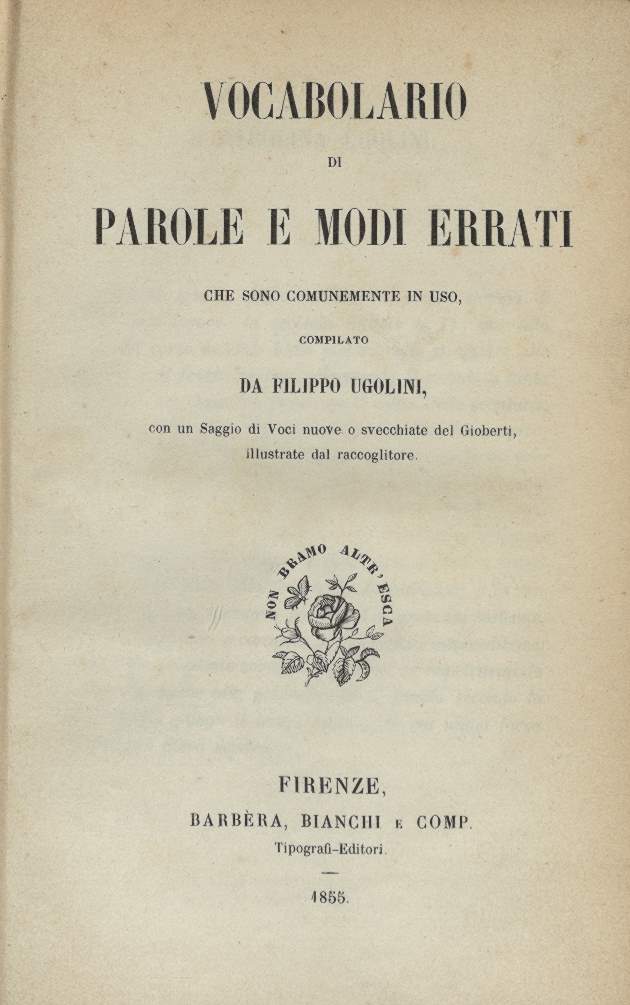 VOCABOLARIO
DI
PAROLE E MODI ERRATI
CHE SONO COMUNEMENTE IN USO,
COMPILATO
DA FILIPPO UGOLINI,
con un Saggio di Voci nuove o svecchiate del Gioberti,
illustrate dal raccoglitore.
NON BRAMO ALTR' ESCA
FIRENZE,
BARBÈRA, BIANCHI E COMP.
Tipografi-Editori.
1855.